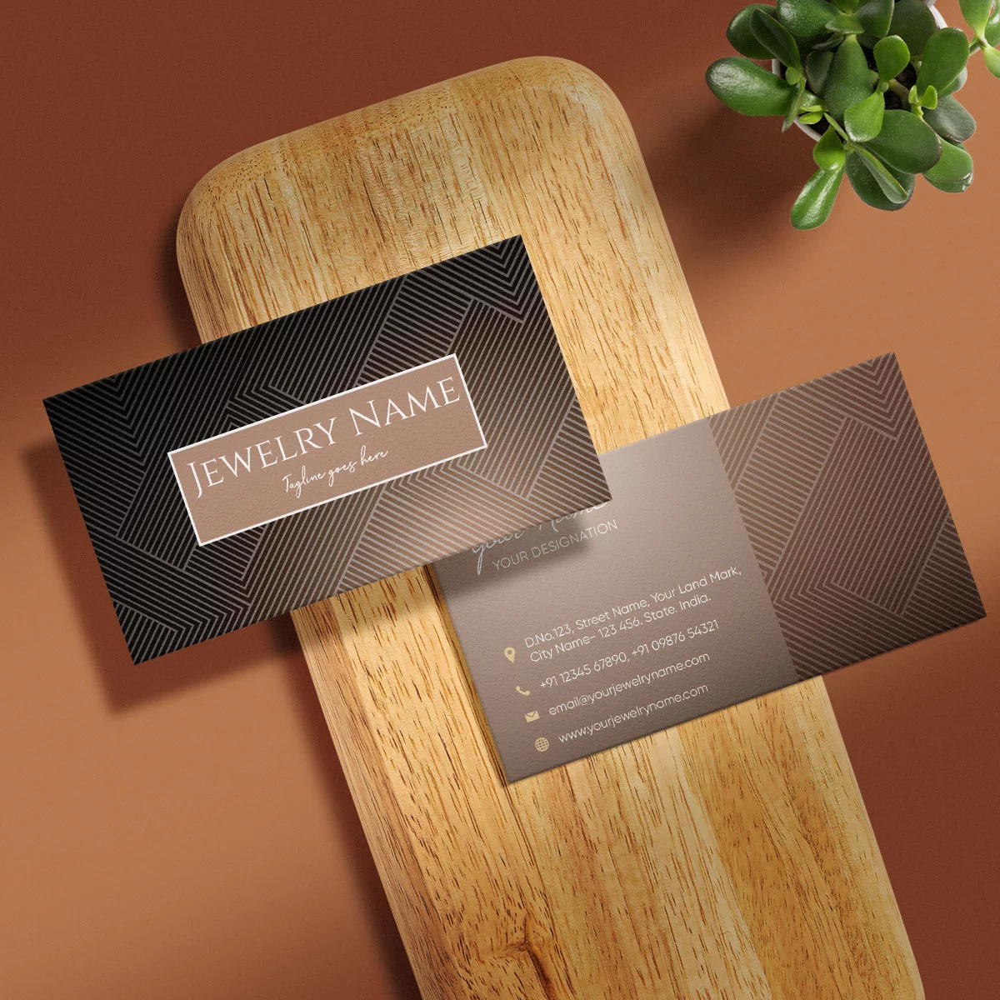 JEWELRY NAME
Tagline goes here
Your Name
YOUR DESIGNATION
D.No.123, Street Name, Your Land Mark,
City Name- 123 456. State. India.
+91 12345 67890, +91 09876 54321
email@yourjewelryname.com
www.yourjewelryname.com